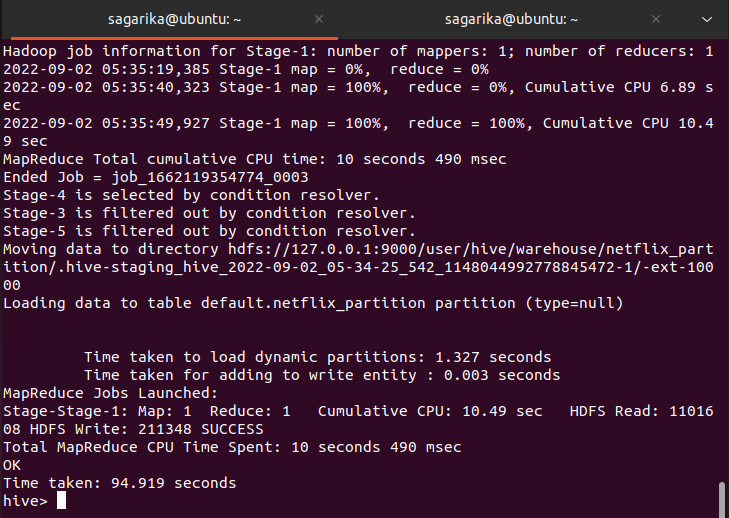 sagarika@ubuntu: ~ × sagarika@ubuntu: ~ ×
Hadoop job information for Stage-1: number of mappers: 1; number of reducers: 1
2022-09-02 05:35:19,385 Stage-1 map = 0%,  reduce = 0%
2022-09-02 05:35:40,323 Stage-1 map = 100%,  reduce = 0%, Cumulative CPU 6.89 s
ec
2022-09-02 05:35:49,927 Stage-1 map = 100%,  reduce = 100%, Cumulative CPU 10.4
9 sec
MapReduce Total cumulative CPU time: 10 seconds 490 msec
Ended Job = job_1662119354774_0003
Stage-4 is selected by condition resolver.
Stage-3 is filtered out by condition resolver.
Stage-5 is filtered out by condition resolver.
Moving data to directory hdfs://127.0.0.1:9000/user/hive/warehouse/netflix_part
ition/.hive-staging_hive_2022-09-02_05-34-25_542_1148044992778845472-1/-ext-100
00
Loading data to table default.netflix_partition partition (type=null)
Time taken to load dynamic partitions: 1.327 seconds
Time taken for adding to write entity : 0.003 seconds
MapReduce Jobs Launched:
Stage-Stage-1: Map: 1  Reduce: 1   Cumulative CPU: 10.49 sec   HDFS Read: 11016
08 HDFS Write: 211348 SUCCESS
Total MapReduce CPU Time Spent: 10 seconds 490 msec
OK
Time taken: 94.919 seconds
hive>